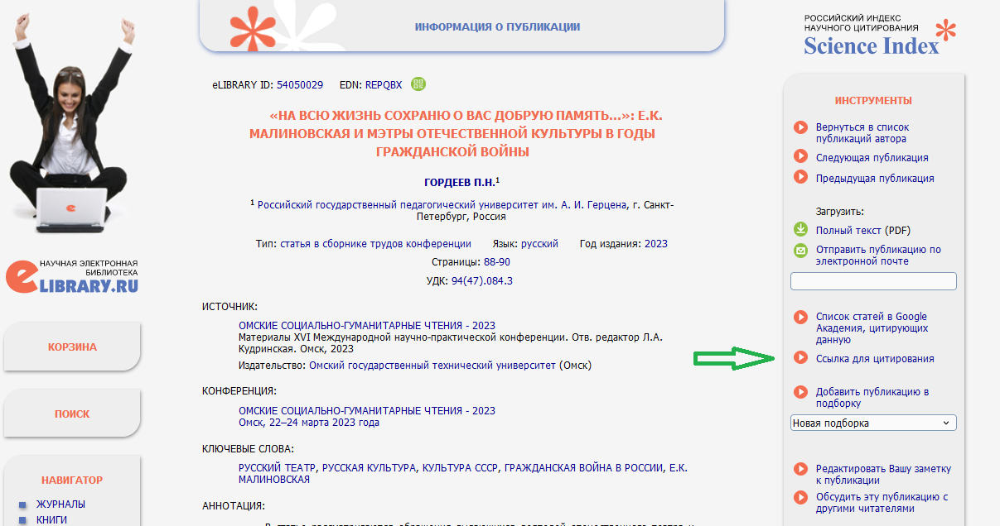 ИНФОРМАЦИЯ О ПУБЛИКАЦИИ
РОССИЙСКИЙ ИНДЕКС
НАУЧНОГО ЦИТИРОВАНИЯ
Science Index
eLIBRARY ID: 54050029 EDN: REPQBX
«НА ВСЮ ЖИЗНЬ СОХРАНЮ О ВАС ДОБРУЮ ПАМЯТЬ...»: Е.К.
МАЛИНОВСКАЯ И МЭТРЫ ОТЕЧЕСТВЕННОЙ КУЛЬТУРЫ В ГОДЫ
ГРАЖДАНСКОЙ ВОЙНЫ
ГОРДЕЕВ П.Н.1
1 Российский государственный педагогический университет им. А. И. Герцена, г. Санкт-
Петербург, Россия
Тип: статья в сборнике трудов конференции Язык: русский Год издания: 2023
Страницы: 88-90
УДК: 94(47).084.3
ИСТОЧНИК:
ОМСКИЕ СОЦИАЛЬНО-ГУМАНИТАРНЫЕ ЧТЕНИЯ - 2023
Материалы XVI Международной научно-практической конференции. Отв. редактор Л.А.
Кудринская. Омск, 2023
Издательство: Омский государственный технический университет (Омск)
КОНФЕРЕНЦИЯ:
ОМСКИЕ СОЦИАЛЬНО-ГУМАНИТАРНЫЕ ЧТЕНИЯ - 2023
Омск, 22–24 марта 2023 года
КЛЮЧЕВЫЕ СЛОВА:
РУССКИЙ ТЕАТР, РУССКАЯ КУЛЬТУРА, КУЛЬТУРА СССР, ГРАЖДАНСКАЯ ВОЙНА В РОССИИ, Е.К.
МАЛИНОВСКАЯ
АННОТАЦИЯ:
НАУЧНАЯ ЭЛЕКТРОННАЯ
БИБЛИОТЕКА
eLIBRARY.RU
КОРЗИНА
ПОИСК
НАВИГАТОР
ЖУРНАЛЫ
КНИГИ
ИНСТРУМЕНТЫ
Вернуться в список
публикаций автора
Следующая публикация
Предыдущая публикация
Загрузить:
Полный текст (PDF)
Отправить публикацию по
электронной почте
Список статей в Google
Академия, цитирующих
данную
Ссылка для цитирования
Добавить публикацию в
подборку
Новая подборка
Редактировать Вашу заметку
к публикации
Обсудить эту публикацию с
другими читателями